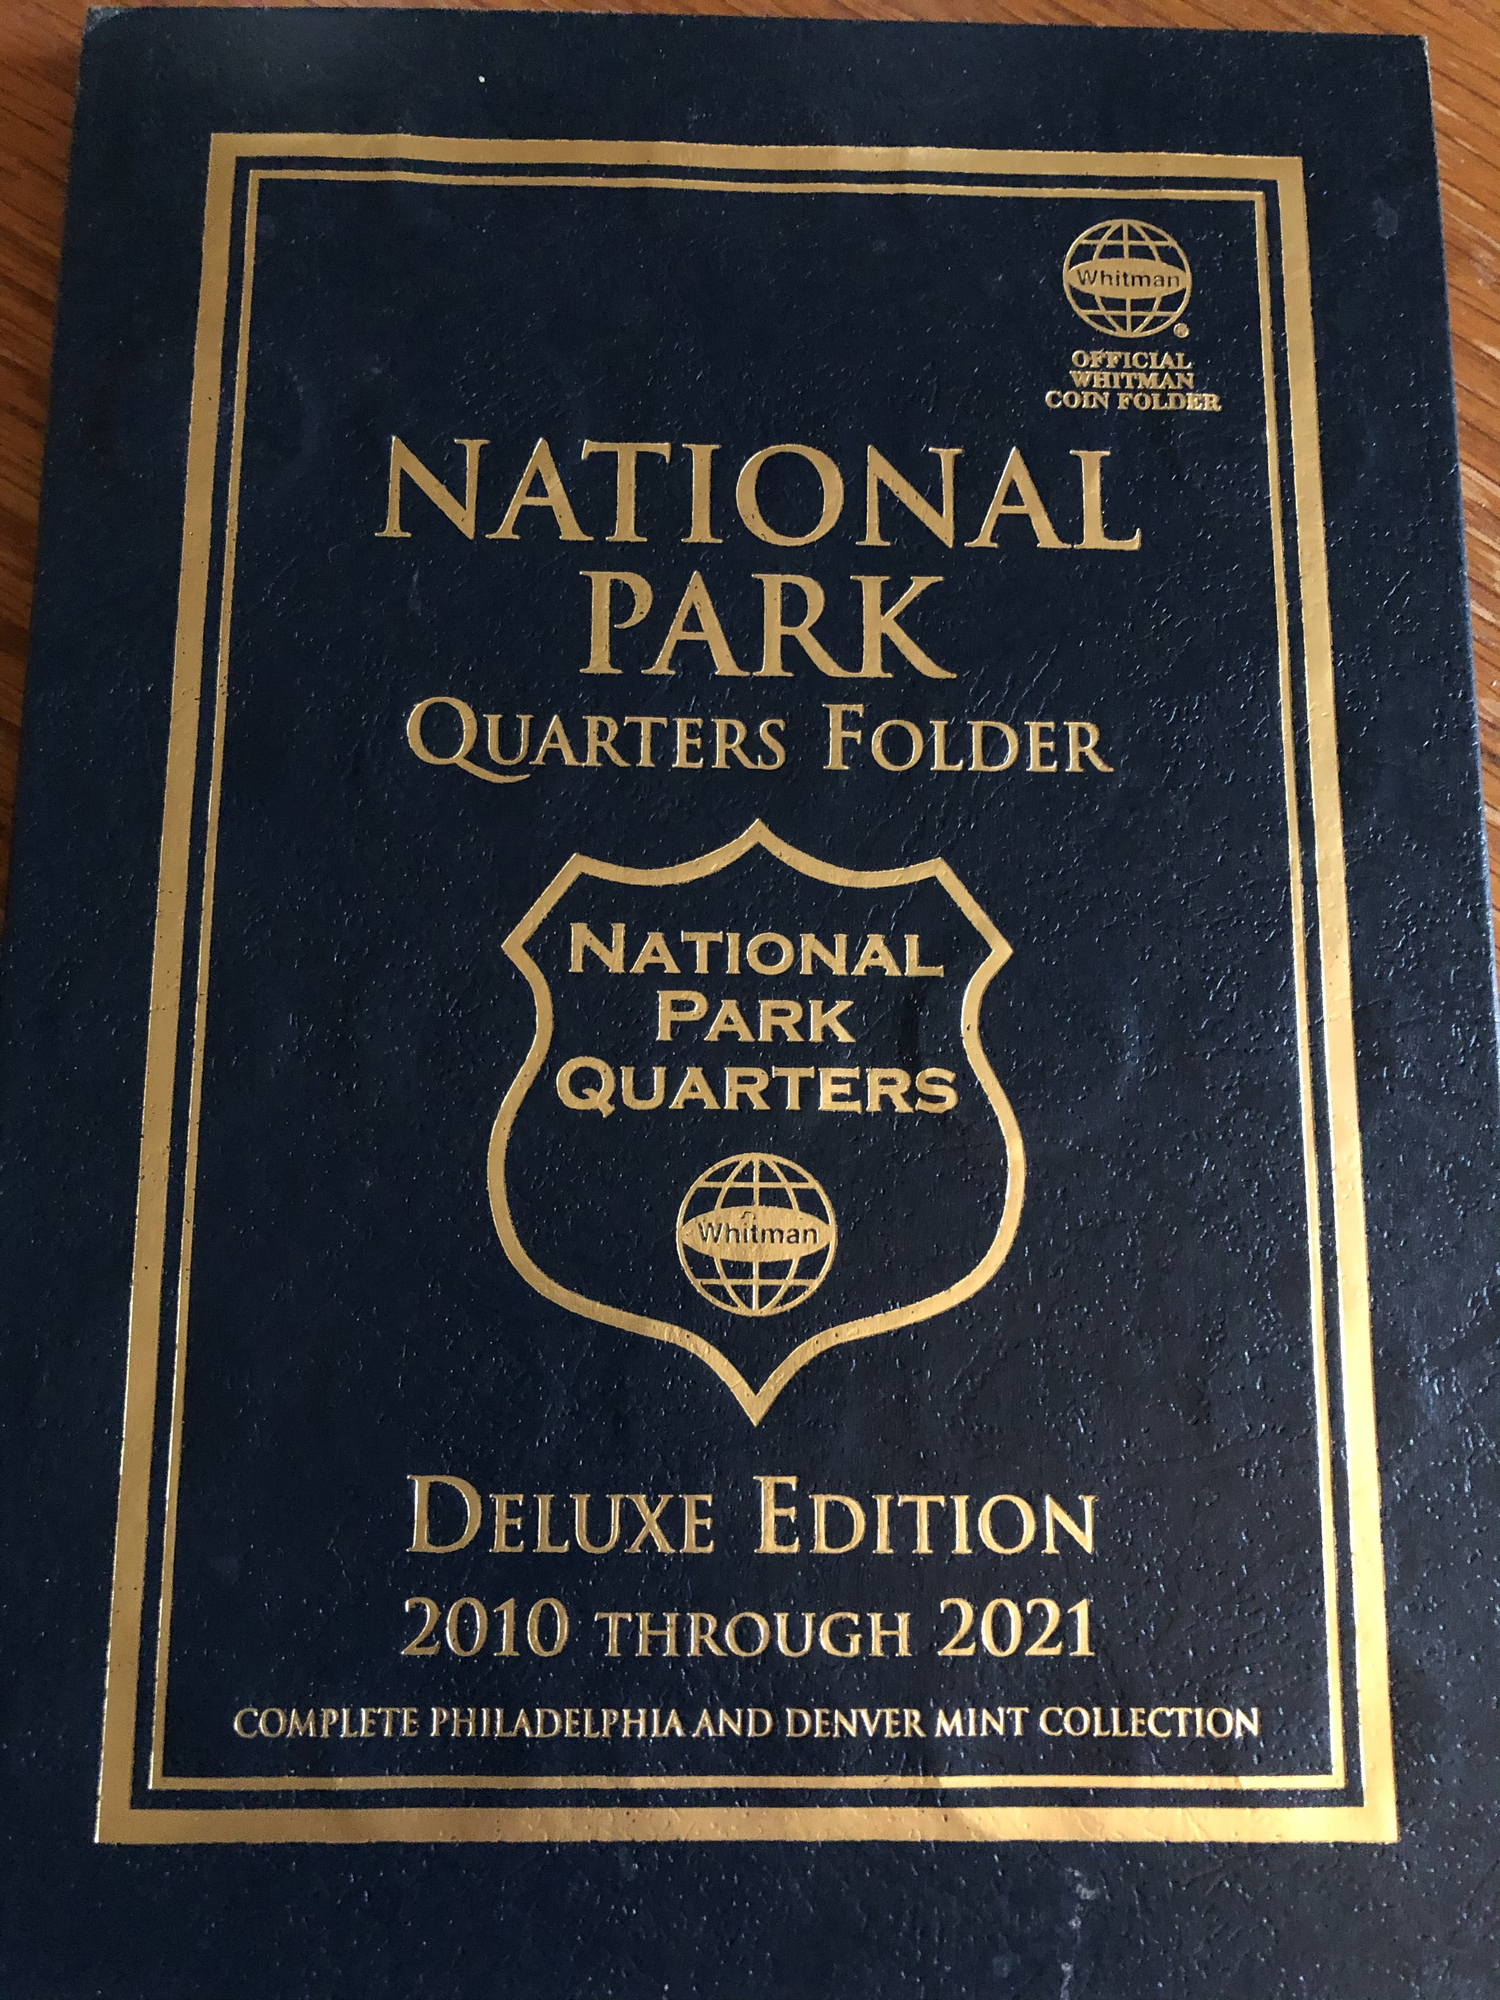 Whitman®
OFFICIAL
WHITMAN
COIN FOLDER
NATIONAL
PARK
QUARTERS FOLDER
NATIONAL
PARK
QUARTERS
Whitman
DELUXE EDITION
2010 THROUGH 2021
COMPLETE PHILADELPHIA AND DENVER MINT COLLECTION